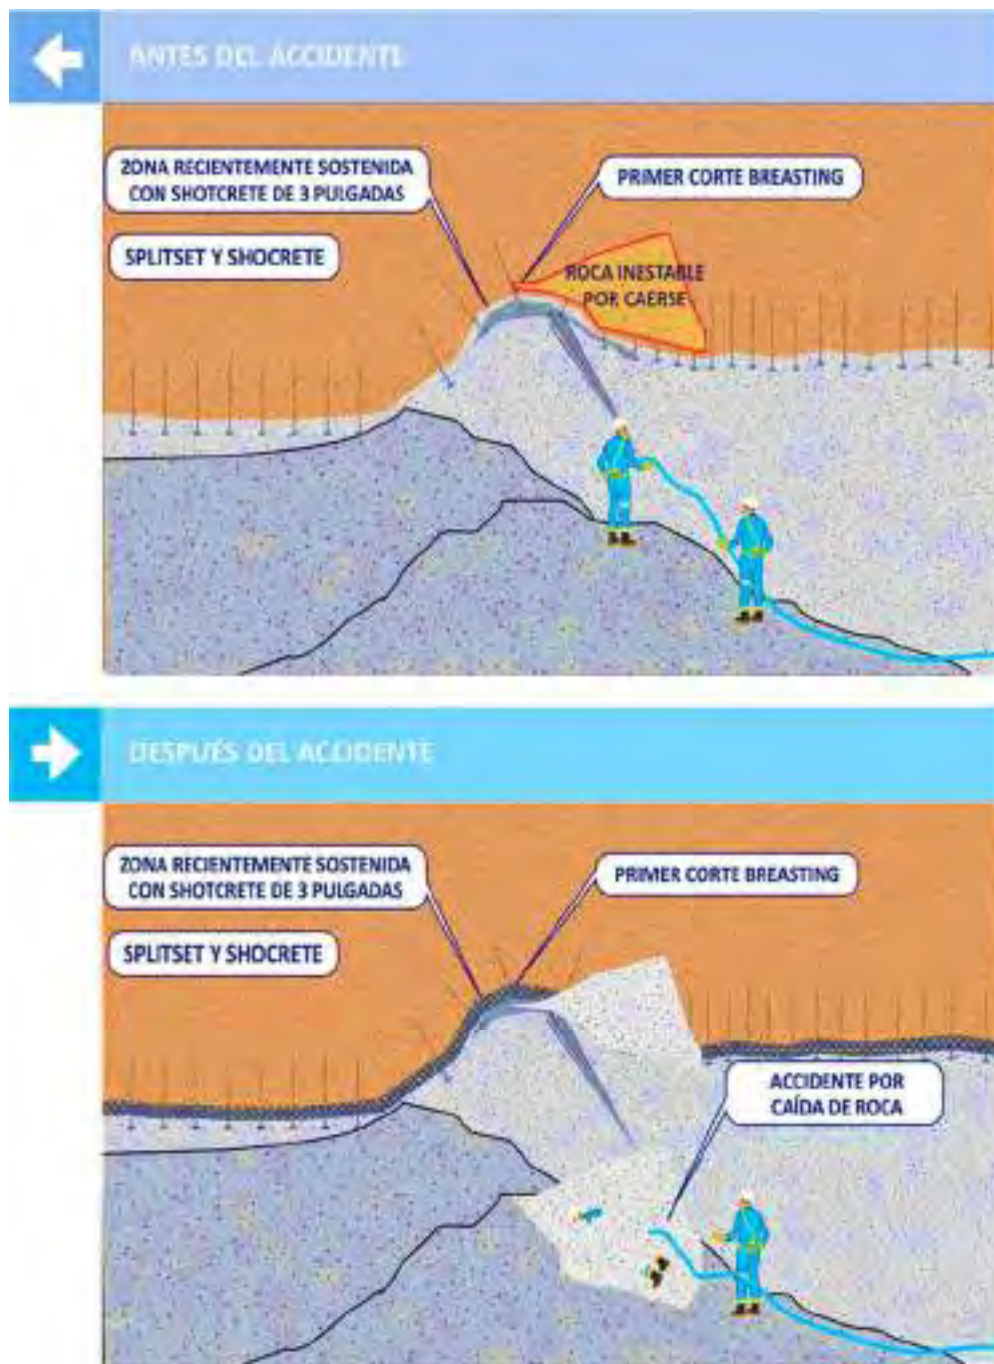 ANTES DEL ACCIDENTE
ZONA RECIENTEMENTE SOSTENIDA
CON SHOTCRETE DE 3 PULGADAS
PRIMER CORTE BREASTING
SPLITSET Y SHOCRETE
ROCA INESTABLE
POR CAERSE
DESPUÉS DEL ACCIDENTE
ZONA RECIENTEMENTE SOSTENIDA
CON SHOTCRETE DE 3 PULGADAS
PRIMER CORTE BREASTING
SPLITSET Y SHOCRETE
ACCIDENTE POR
CAÍDA DE ROCA